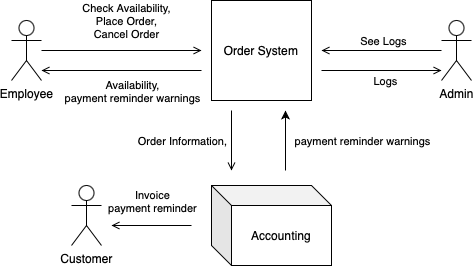 Check Availability,
Place Order,
Cancel Order
Order System
See Logs
Employee
Availability,
payment reminder warnings
Logs
Admin
Order Information,
payment reminder warnings
Invoice
payment reminder
Customer
Accounting